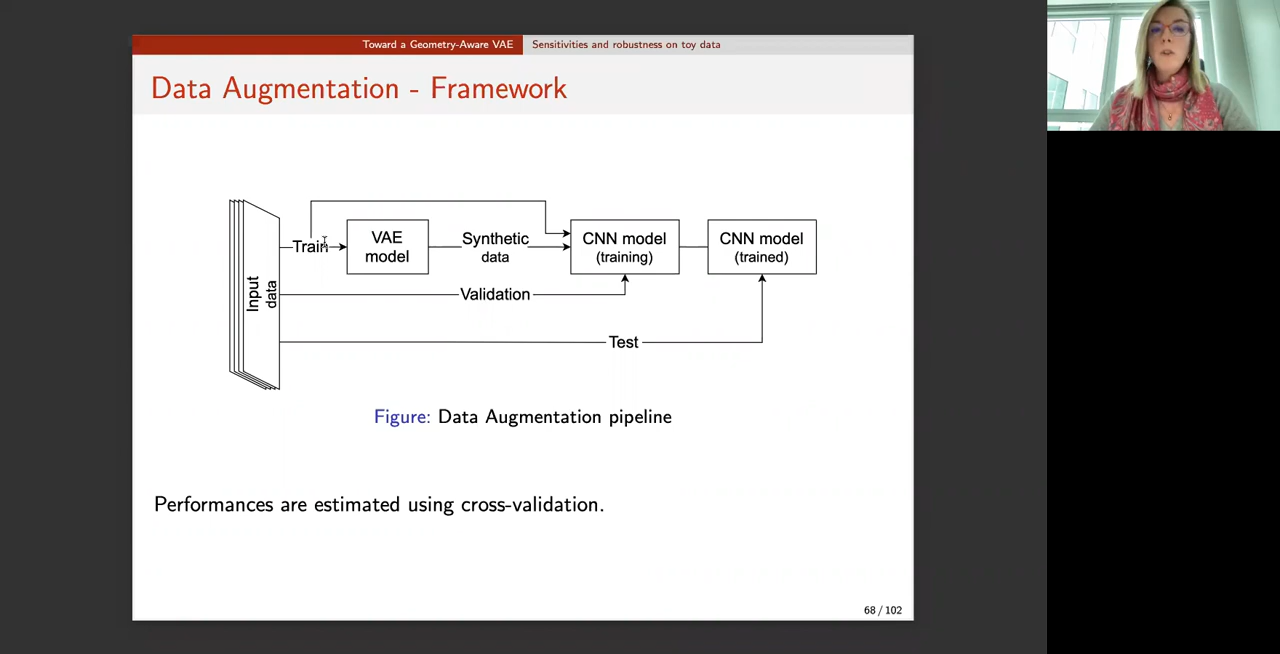 Toward a Geometry-Aware VAE Sensitivities and robustness on toy data
Data Augmentation - Framework
Input
data
Train
VAE
model
Synthetic
data
CNN model
(training)
CNN model
(trained)
Validation
Test
Figure: Data Augmentation pipeline
Performances are estimated using cross-validation.
68 / 102